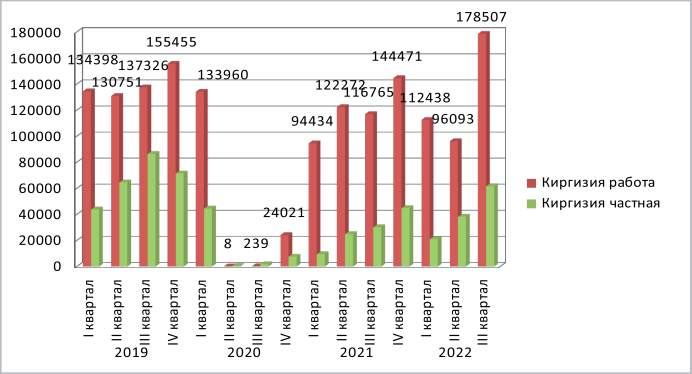 178507
180000
155455
160000
144471
134398
137326
133960
140000
130751
122272
116765
112438
120000
94434
96093
100000
80000
60000
Киргизия работа
40000
24021
Киргизия частная
20000
8
239
0
I квартал
II квартал
III квартал
IV квартал
I квартал
II квартал
III квартал
IV квартал
I квартал
II квартал
III квартал
IV квартал
I квартал
II квартал
III квартал
2019
2020
2021
2022